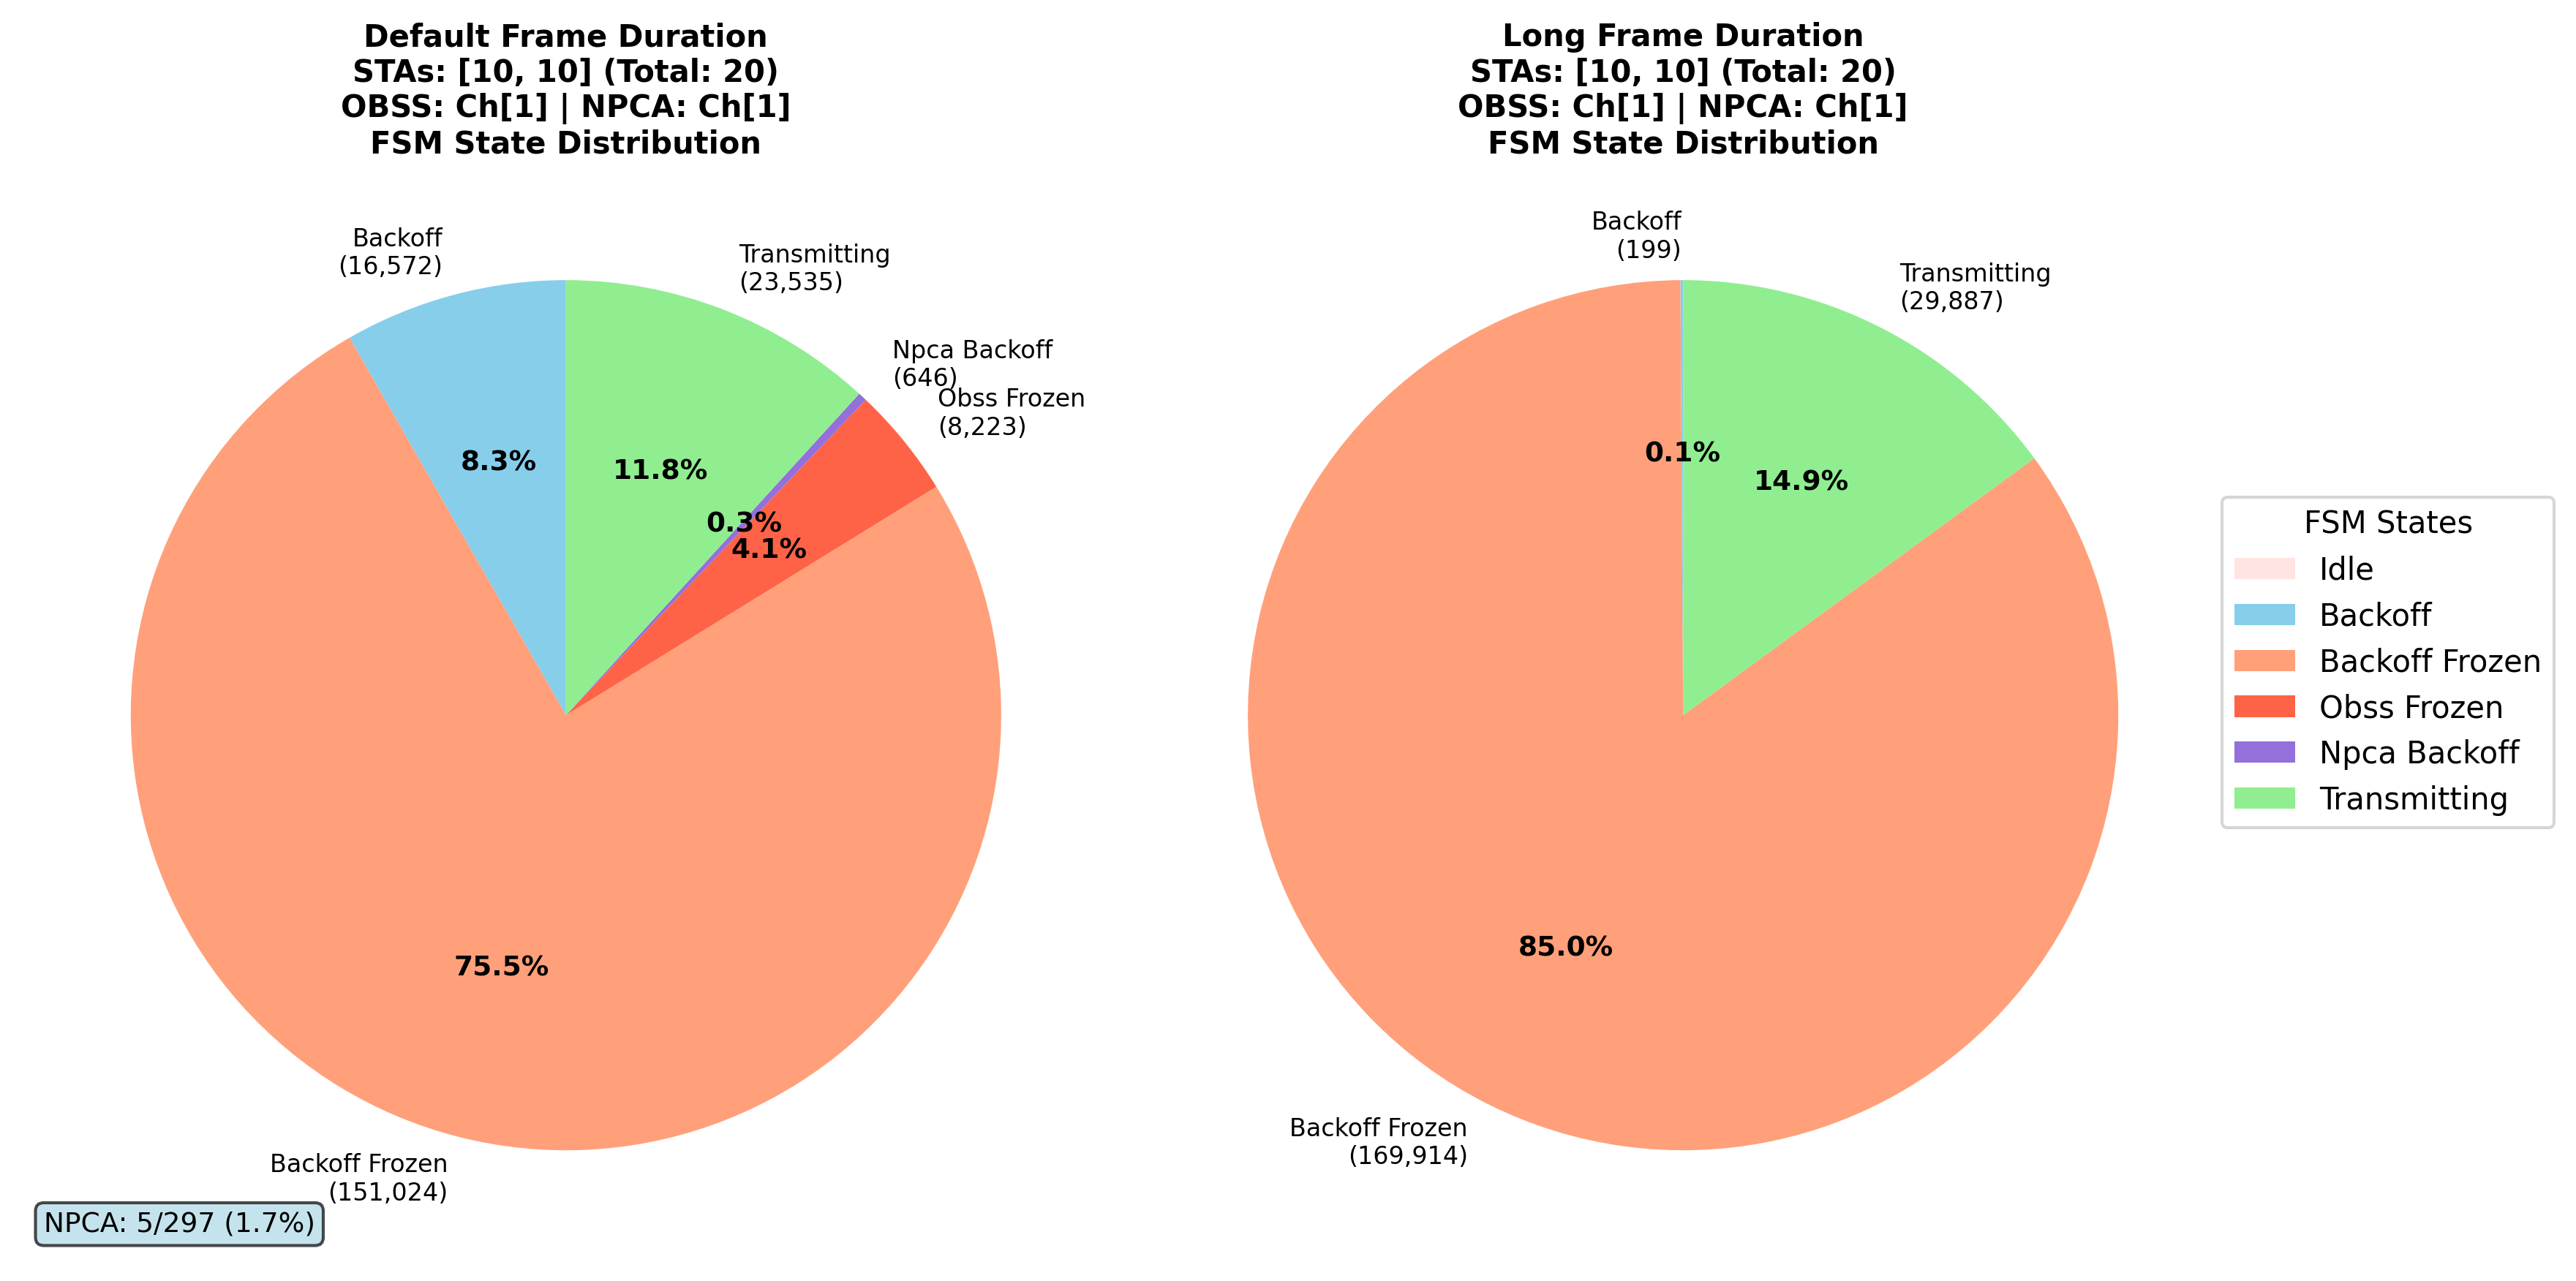 Default Frame Duration
STAs: [10, 10] (Total: 20)
OBSS: Ch[1] | NPCA: Ch[1]
FSM State Distribution
Backoff
(16,572)
Transmitting
(23,535)
Npca Backoff
(646)
Obss Frozen
(8,223)
8.3%
11.8%
0.3%
4.1%
75.5%
Backoff Frozen
(151,024)
NPCA: 5/297 (1.7%)
Long Frame Duration
STAs: [10, 10] (Total: 20)
OBSS: Ch[1] | NPCA: Ch[1]
FSM State Distribution
Backoff
(199)
Transmitting
(29,887)
0.1%
14.9%
85.0%
Backoff Frozen
(169,914)
FSM States
Idle
Backoff
Backoff Frozen
Obss Frozen
Npca Backoff
Transmitting